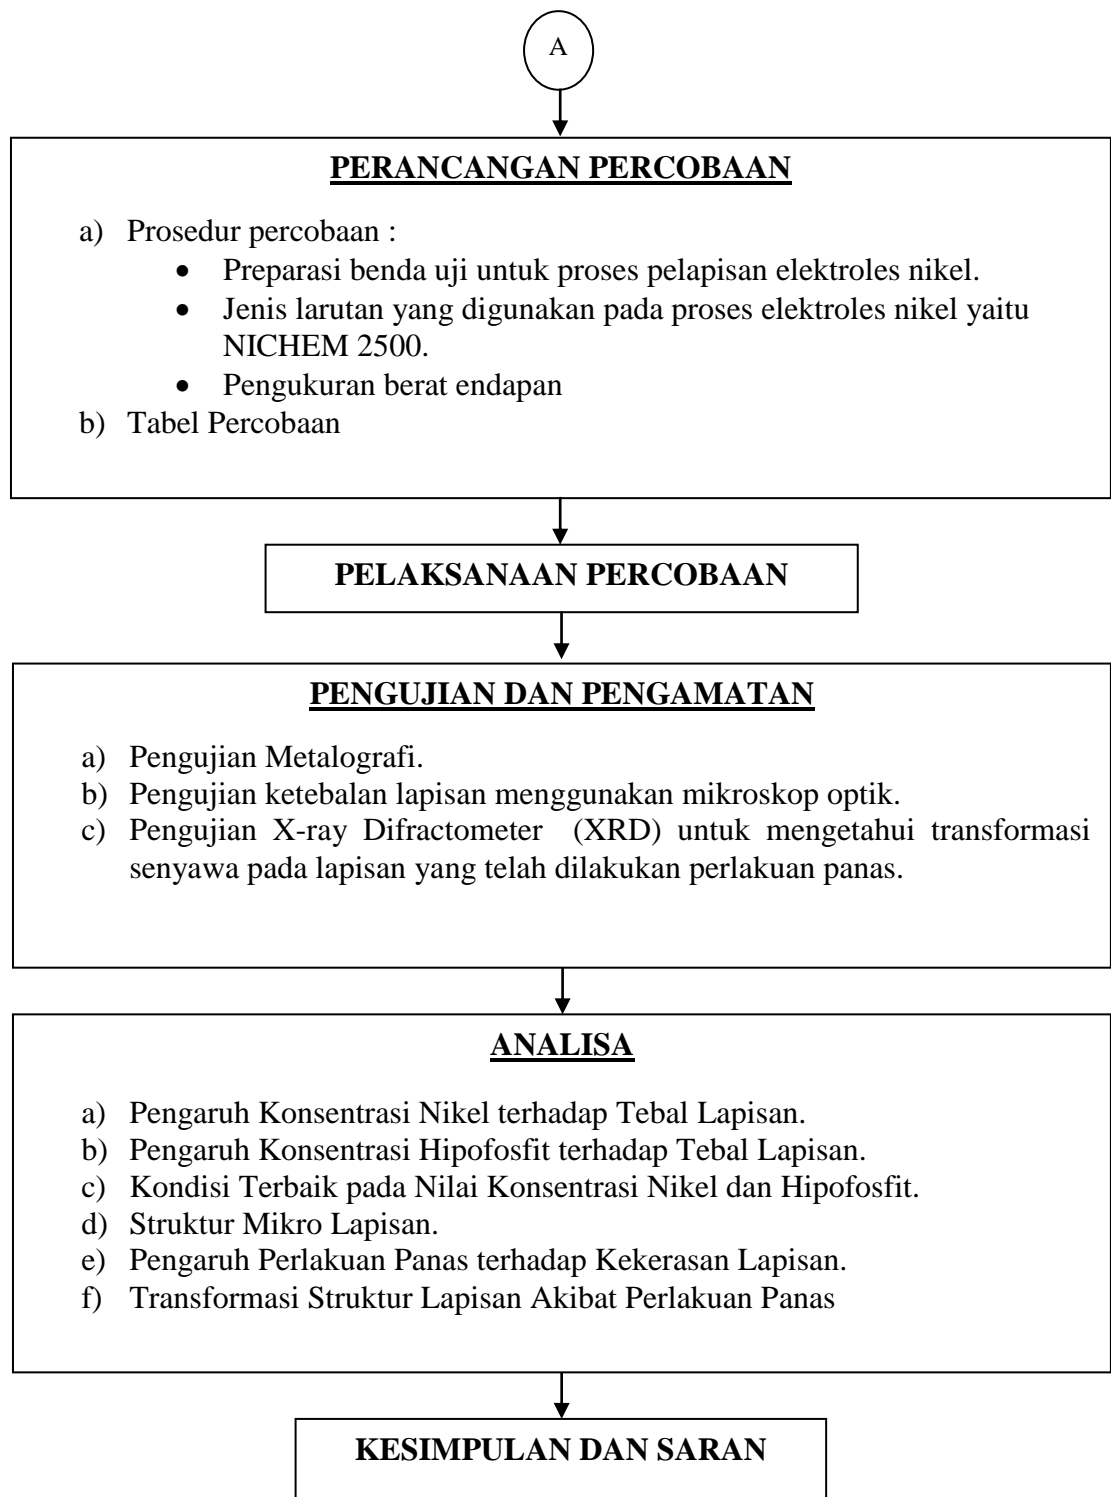 A
PERANCANGAN PERCOBAAN
a) Prosedur percobaan :
• Preparasi benda uji untuk proses pelapisan elektroles nikel.
• Jenis larutan yang digunakan pada proses elektroles nikel yaitu
NICHEM 2500.
• Pengukuran berat endapan
b) Tabel Percobaan
PELAKSANAAN PERCOBAAN
PENGUJIAN DAN PENGAMATAN
a) Pengujian Metalografi.
b) Pengujian ketebalan lapisan menggunakan mikroskop optik.
c) Pengujian X-ray Difractometer (XRD) untuk mengetahui transformasi
senyawa pada lapisan yang telah dilakukan perlakuan panas.
ANALISA
a) Pengaruh Konsentrasi Nikel terhadap Tebal Lapisan.
b) Pengaruh Konsentrasi Hipofosfit terhadap Tebal Lapisan.
c) Kondisi Terbaik pada Nilai Konsentrasi Nikel dan Hipofosfit.
d) Struktur Mikro Lapisan.
e) Pengaruh Perlakuan Panas terhadap Kekerasan Lapisan.
f) Transformasi Struktur Lapisan Akibat Perlakuan Panas
KESIMPULAN DAN SARAN